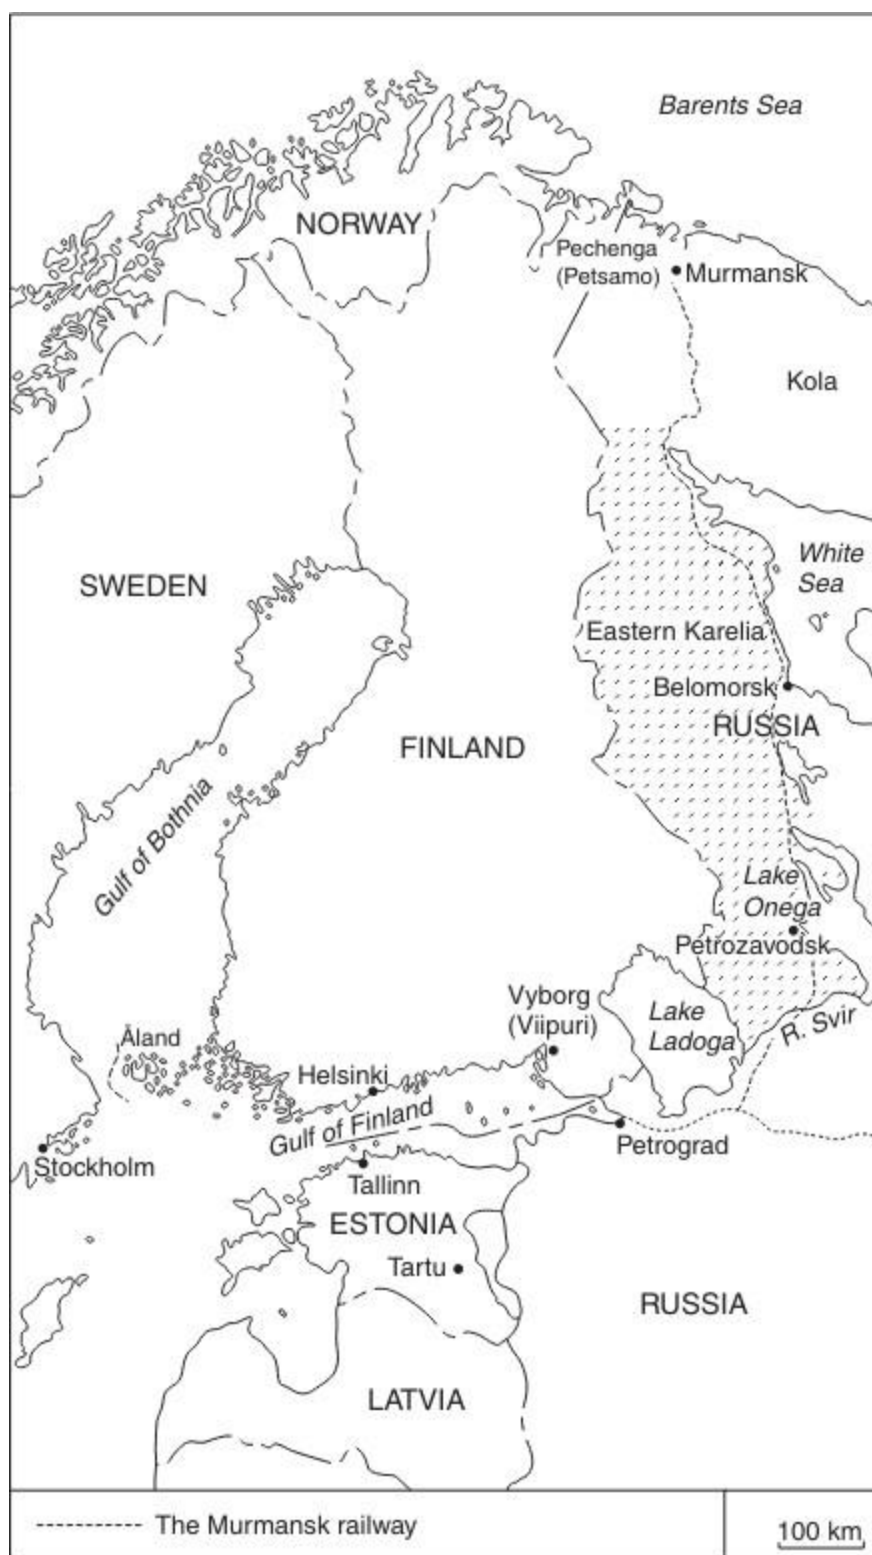 Barents Sea
NORWAY
Pechenga
(Petsamo)
Murmansk
Kola
White
Sea
SWEDEN
Eastern Karelia
Belomorsk
RUSSIA
FINLAND
Gulf of Bothnia
Lake
Onega
Petrozavodsk
Vyborg
(Viipuri)
Lake
Ladoga
R. Svir
Åland
Helsinki
Gulf of Finland
Petrograd
Stockholm
Tallinn
ESTONIA
Tartu
RUSSIA
LATVIA
The Murmansk railway
100 km